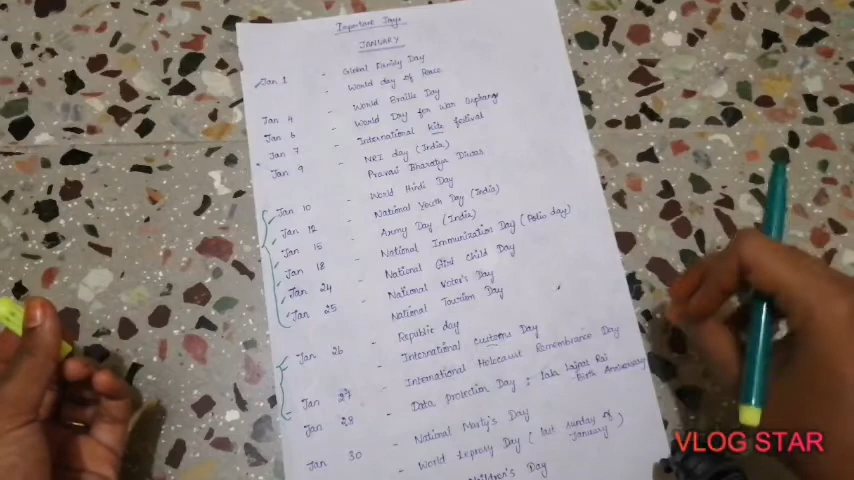 Important Days
JANUARY
Jan 1 - Global Family Day
- World day of Peace
Jan 4 - World Braille Day
Jan 6 - World Day for War Orphans
Jan 7 - International kite festival
Jan 9 - NRI day (India)
Pravasi Bharatya Diwas
Jan 10 - World Hindi Day
Jan 12 - National Youth Day (India)
Jan 15 - Army Day (India)
Jan 18 - National Immunization Day (Polio day)
Jan 24 - National Girl child Day
Jan 25 - National Voter's Day
National Tourism Day
Jan 26 - Republic day
- International customs Day
Jan 27 - International Holocaust Remembrance Day
Jan 28 - Data protection Day ; Lala Lajpat Rai
Birth Anniversary
Jan 30 - National Marty's Day
- World Leprosy Day (last sunday of
January)
children's Day
VLOG STAR